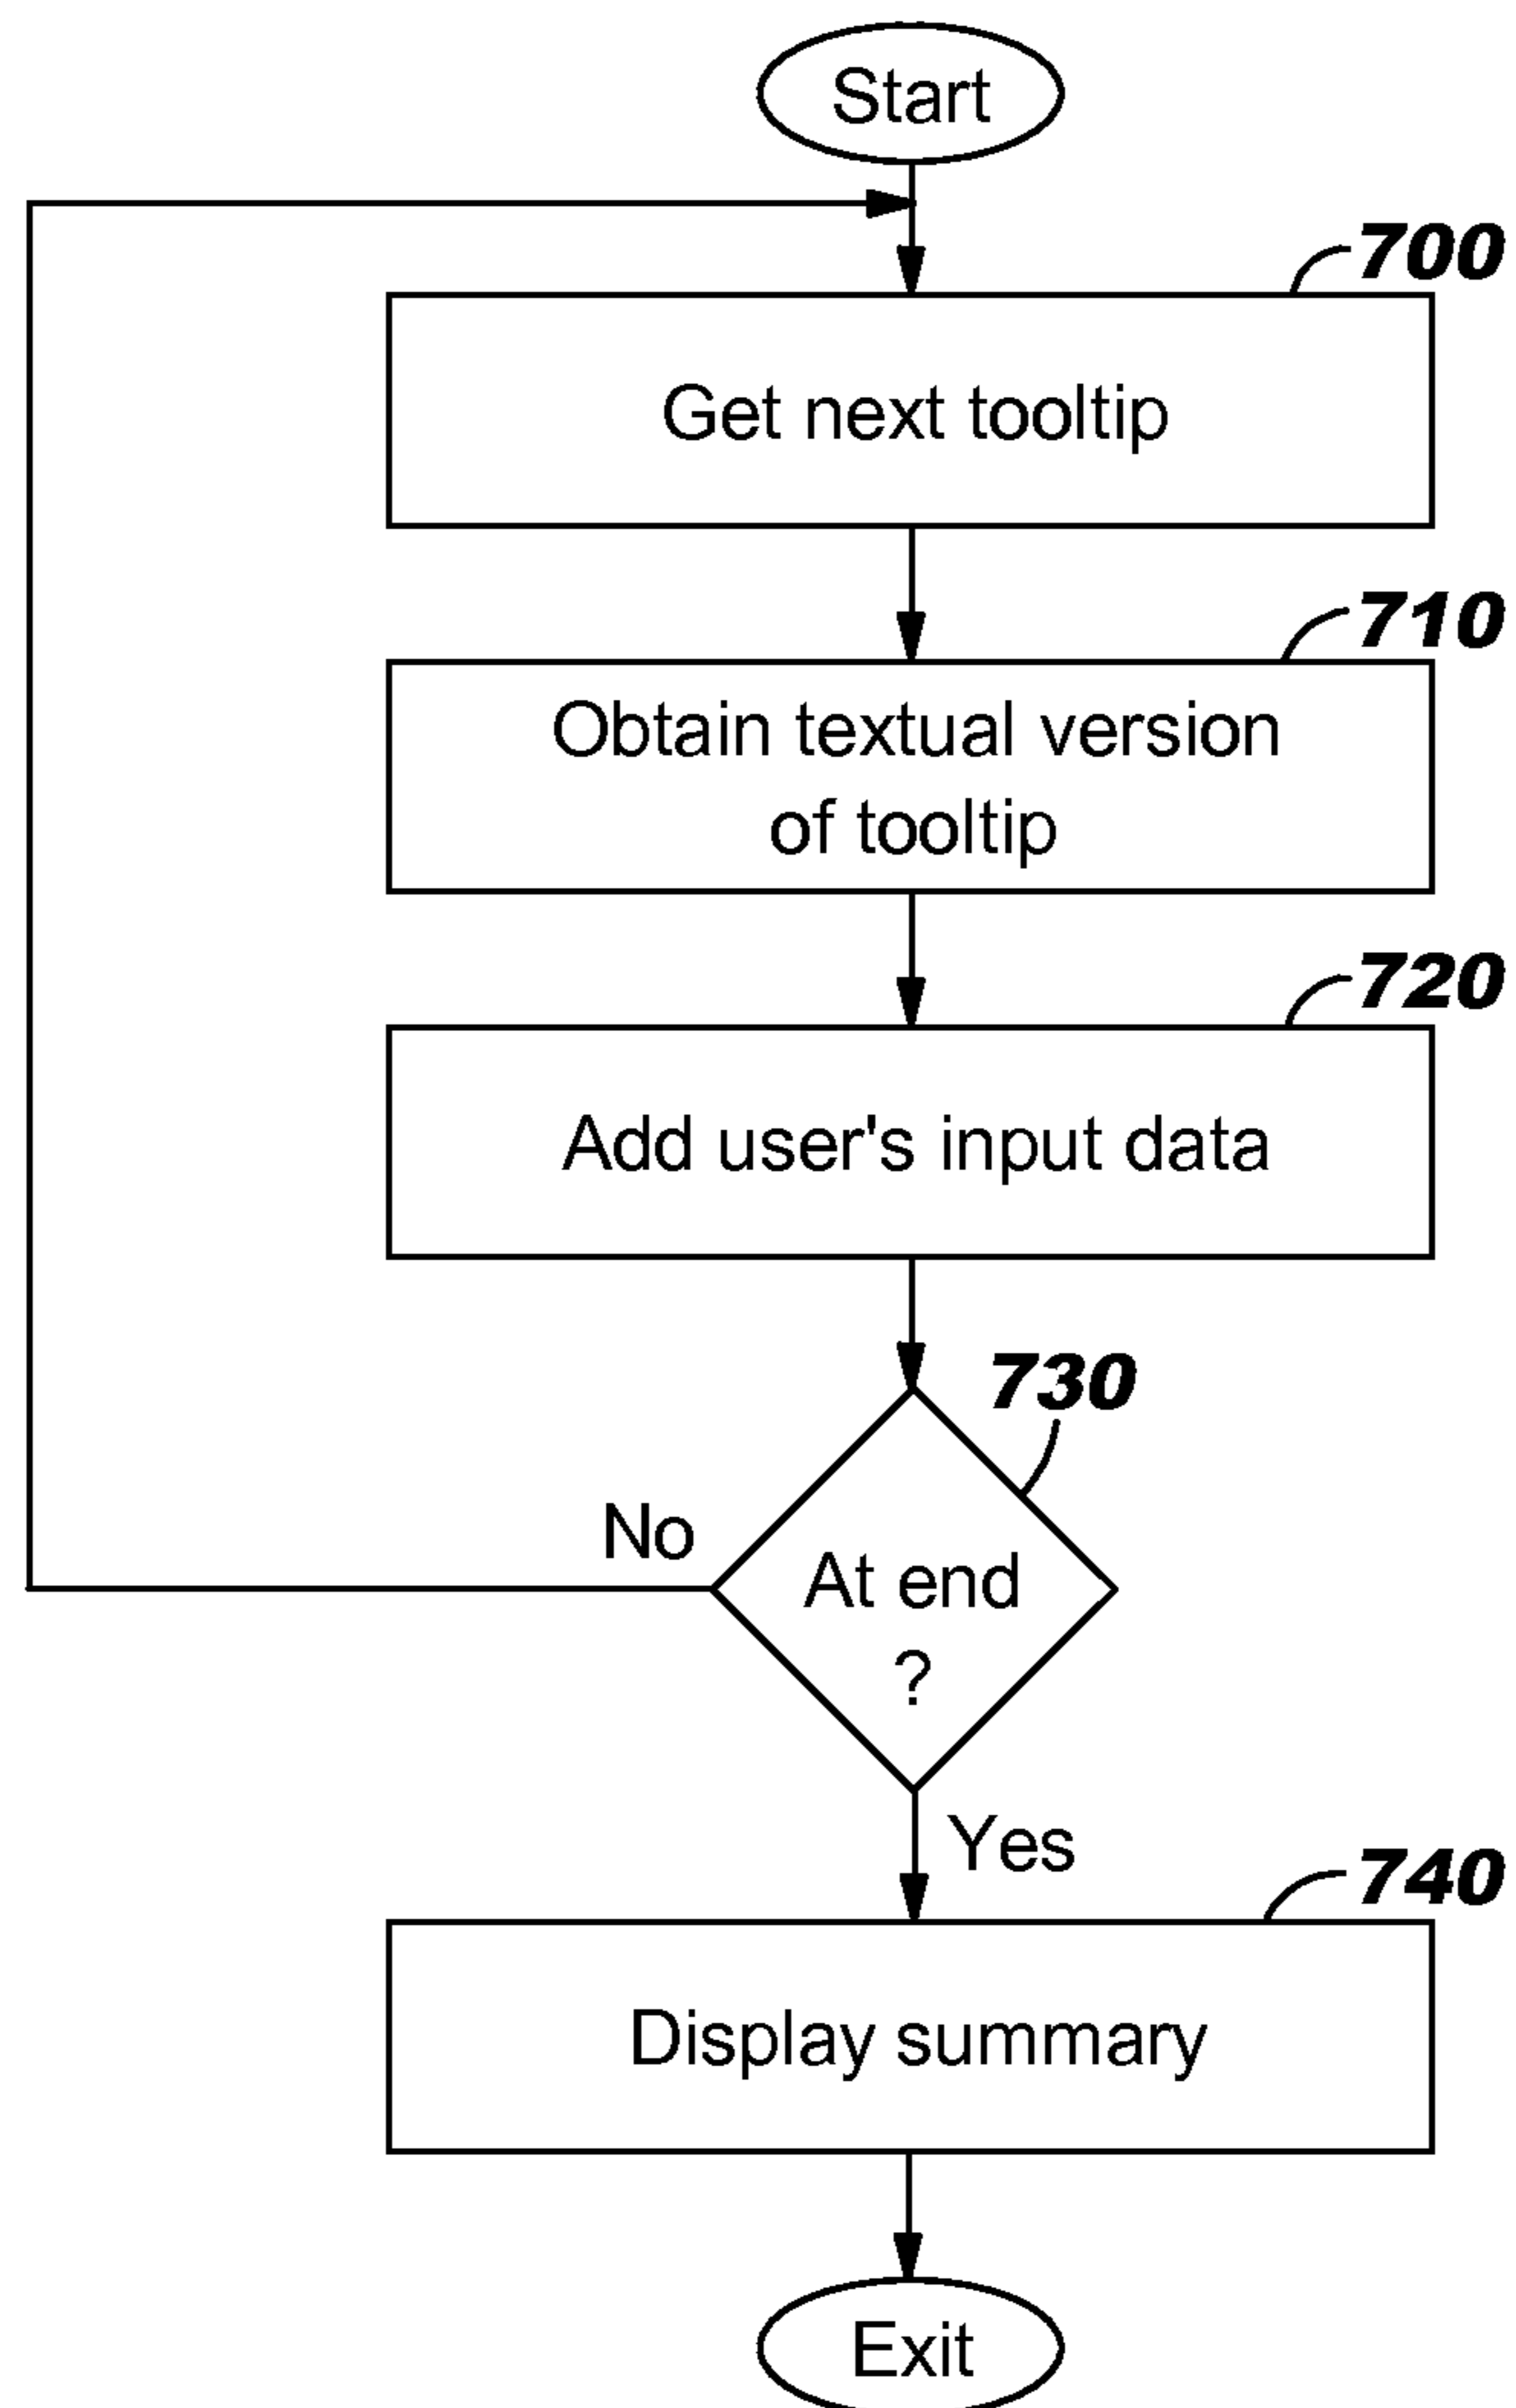 Start
700
Get next tooltip
710
Obtain textual version
of tooltip
720
Add user's input data
730
No
At end
?
Yes
740
Display summary
Exit